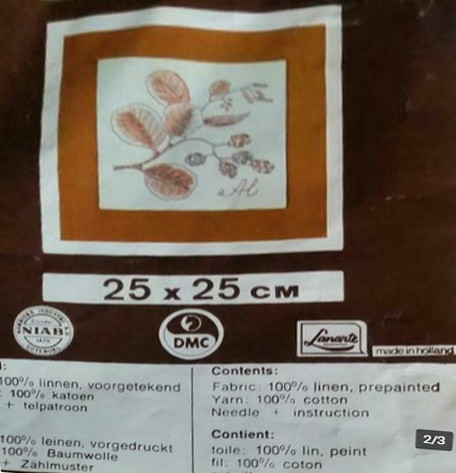 AL
25 x 25 CM
NIAB
DMC
Lanarte
made in holland
100% linnen, voorgetekend
: 100% katoen
+ telpatroon
100% leinen, vorgedruckt
100% Baumwolle
+ Zählmuster
Contents:
Fabric: 100% linen, prepainted
Yarn: 100% cotton
Needle + instruction
Contient:
toile: 100% lin, peint
fil: 100% coton
2/3